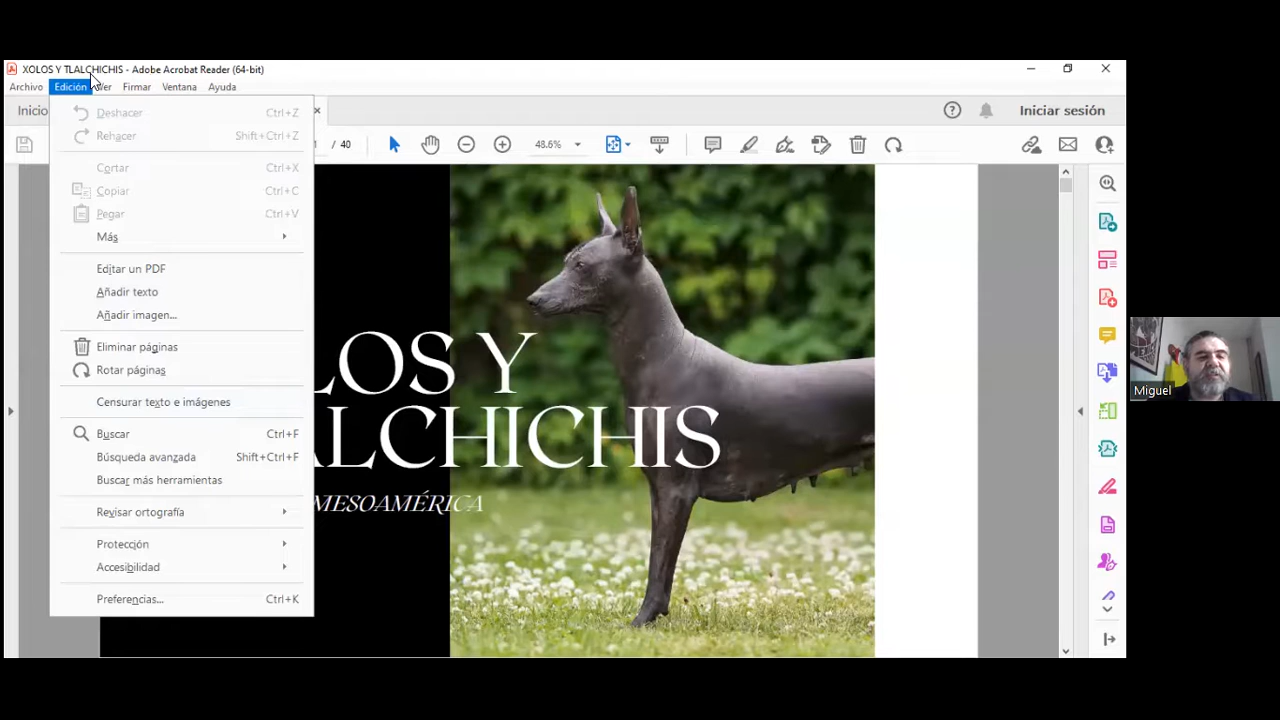 XOLOS Y TLALCHICHIS - Adobe Acrobat Reader (64-bit)
Archivo Edición Ver Firmar Ventana Ayuda
Inicio
Iniciar sesión
/ 40
48.6%
Deshacer Ctrl+Z
Rehacer Shift+Ctrl+Z
Cortar Ctrl+X
Copiar Ctrl+C
Pegar Ctrl+V
Más
Editar un PDF
Añadir texto
Añadir imagen...
Eliminar páginas
Rotar páginas
Censurar texto e imágenes
Buscar Ctrl+F
Búsqueda avanzada Shift+Ctrl+F
Buscar más herramientas
Revisar ortografía
Protección
Accesibilidad
Preferencias... Ctrl+K
LOS Y
ALCHICHIS
MESOAMÉRICA
Miguel